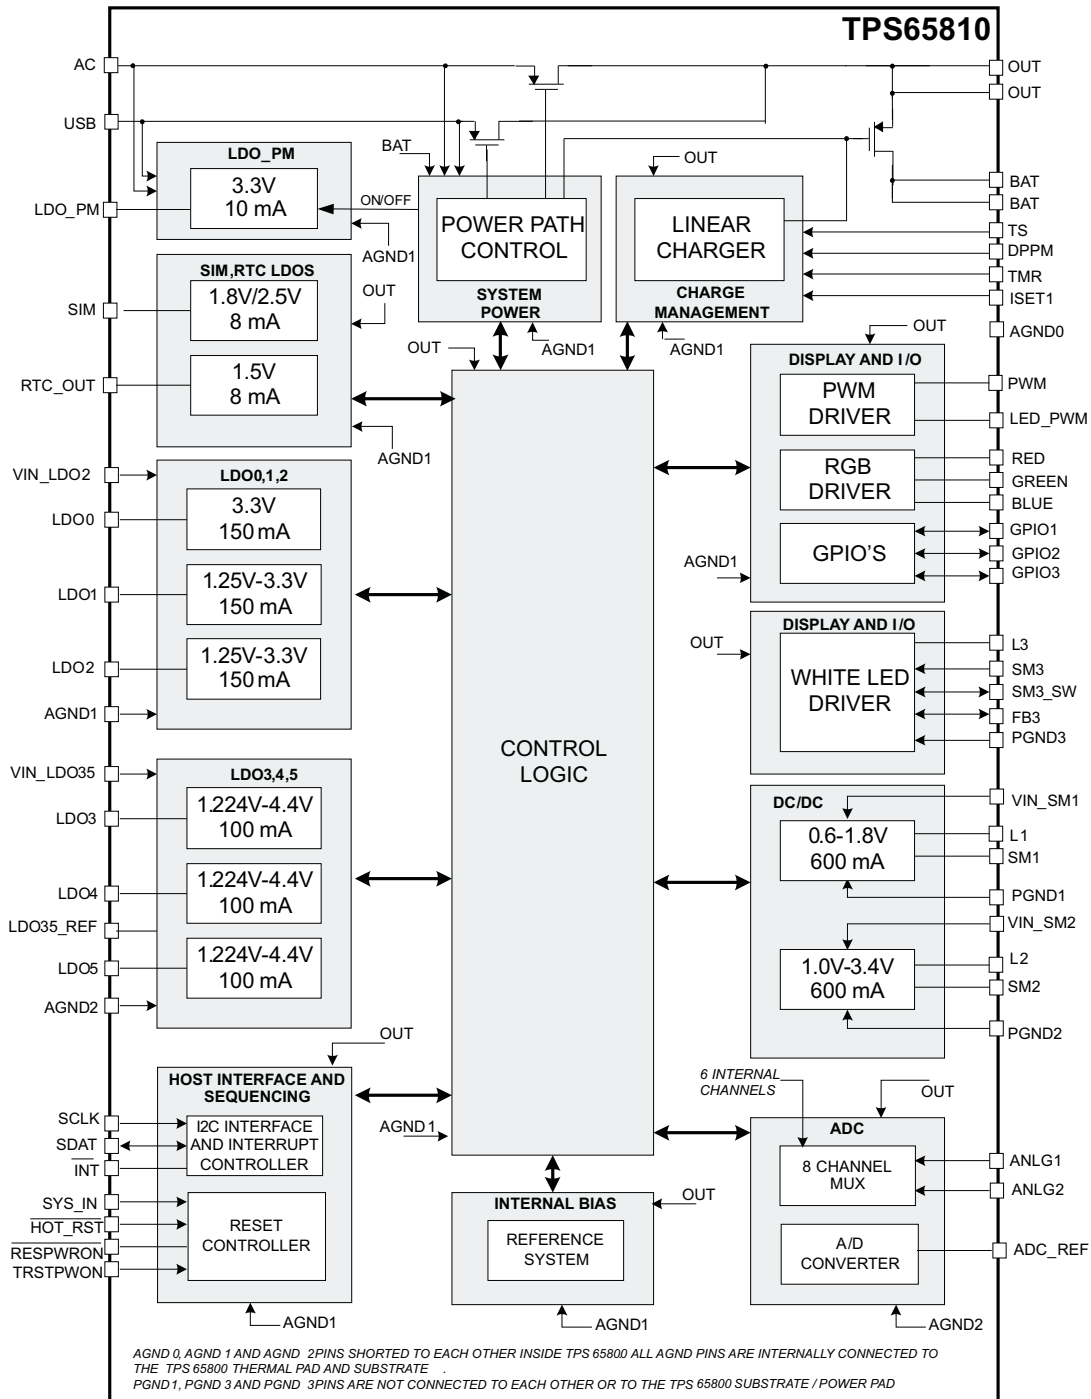 TPS65810
AC
OUT
OUT
USB
LDO_PM
BAT
OUT
3.3V
10 mA
LDO_PM
ON/OFF
AGND1
POWER PATH
CONTROL
SYSTEM
POWER
AGND1
LINEAR
CHARGER
CHARGE
MANAGEMENT
AGND1
BAT
BAT
TS
DPPM
TMR
ISET1
AGND0
SIM,RTC LDOS
1.8V/2.5V
8 mA
SIM
OUT
1.5V
8 mA
RTC_OUT
AGND1
OUT
OUT
DISPLAY AND I/O
PWM
DRIVER
PWM
LED_PWM
RGB
DRIVER
RED
GREEN
BLUE
GPIO'S
GPIO1
GPIO2
GPIO3
AGND1
VIN_LDO2
LDO0,1,2
LDO0
3.3V
150 mA
LDO1
1.25V-3.3V
150 mA
LDO2
1.25V-3.3V
150 mA
AGND1
DISPLAY AND I/O
OUT
WHITE LED
DRIVER
L3
SM3
SM3_SW
FB3
PGND3
CONTROL
LOGIC
VIN_LDO35
LDO3,4,5
LDO3
1.224V-4.4V
100 mA
LDO4
1.224V-4.4V
100 mA
LDO35_REF
LDO5
1.224V-4.4V
100 mA
AGND2
DC/DC
VIN_SM1
0.6-1.8V
600 mA
L1
SM1
PGND1
VIN_SM2
1.0V-3.4V
600 mA
L2
SM2
PGND2
OUT
HOST INTERFACE AND
SEQUENCING
SCLK
SDAT
INT
I2C INTERFACE
AND INTERRUPT
CONTROLLER
SYS_IN
HOT_RST
RESPWRON
TRSTPWON
RESET
CONTROLLER
AGND1
AGND1
INTERNAL BIAS
OUT
REFERENCE
SYSTEM
AGND1
6 INTERNAL
CHANNELS
OUT
ADC
8 CHANNEL
MUX
ANLG1
ANLG2
A/D
CONVERTER
ADC_REF
AGND2
AGND 0, AGND 1 AND AGND 2PINS SHORTED TO EACH OTHER INSIDE TPS 65800 ALL AGND PINS ARE INTERNALLY CONNECTED TO
THE TPS 65800 THERMAL PAD AND SUBSTRATE .
PGND 1, PGND 3 AND PGND 3PINS ARE NOT CONNECTED TO EACH OTHER OR TO THE TPS 65800 SUBSTRATE / POWER PAD